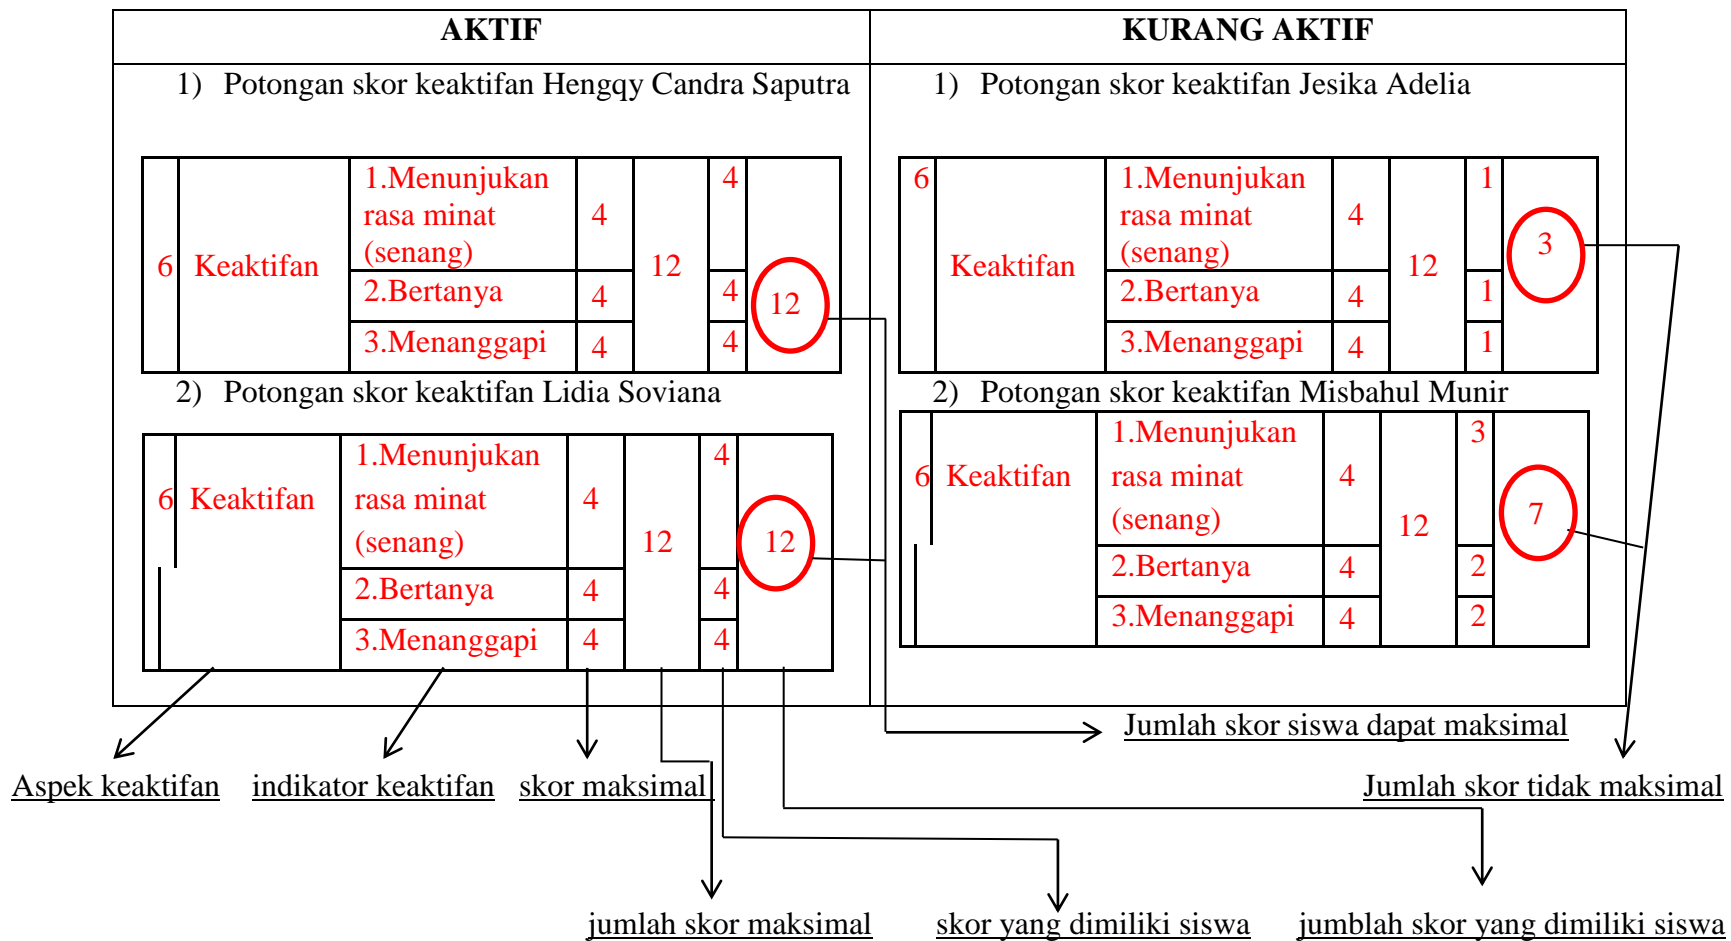 AKTIF
KURANG AKTIF
1) Potongan skor keaktifan Hengqy Candra Saputra
6
Keaktifan
1.Menunjukan
rasa minat
(senang)
4
12
4
12
2.Bertanya
4
4
3.Menanggapi
4
4
2) Potongan skor keaktifan Lidia Soviana
6
Keaktifan
1.Menunjukan
rasa minat
(senang)
4
12
4
12
2.Bertanya
4
4
3.Menanggapi
4
4
1) Potongan skor keaktifan Jesika Adelia
6
Keaktifan
1.Menunjukan
rasa minat
(senang)
4
12
1
3
2.Bertanya
4
1
3.Menanggapi
4
1
2) Potongan skor keaktifan Misbahul Munir
6
Keaktifan
1.Menunjukan
rasa minat
(senang)
4
12
3
7
2.Bertanya
4
2
3.Menanggapi
4
2
Jumlah skor siswa dapat maksimal
Aspek keaktifan
indikator keaktifan
skor maksimal
Jumlah skor tidak maksimal
jumlah skor maksimal
skor yang dimiliki siswa
jumblah skor yang dimiliki siswa